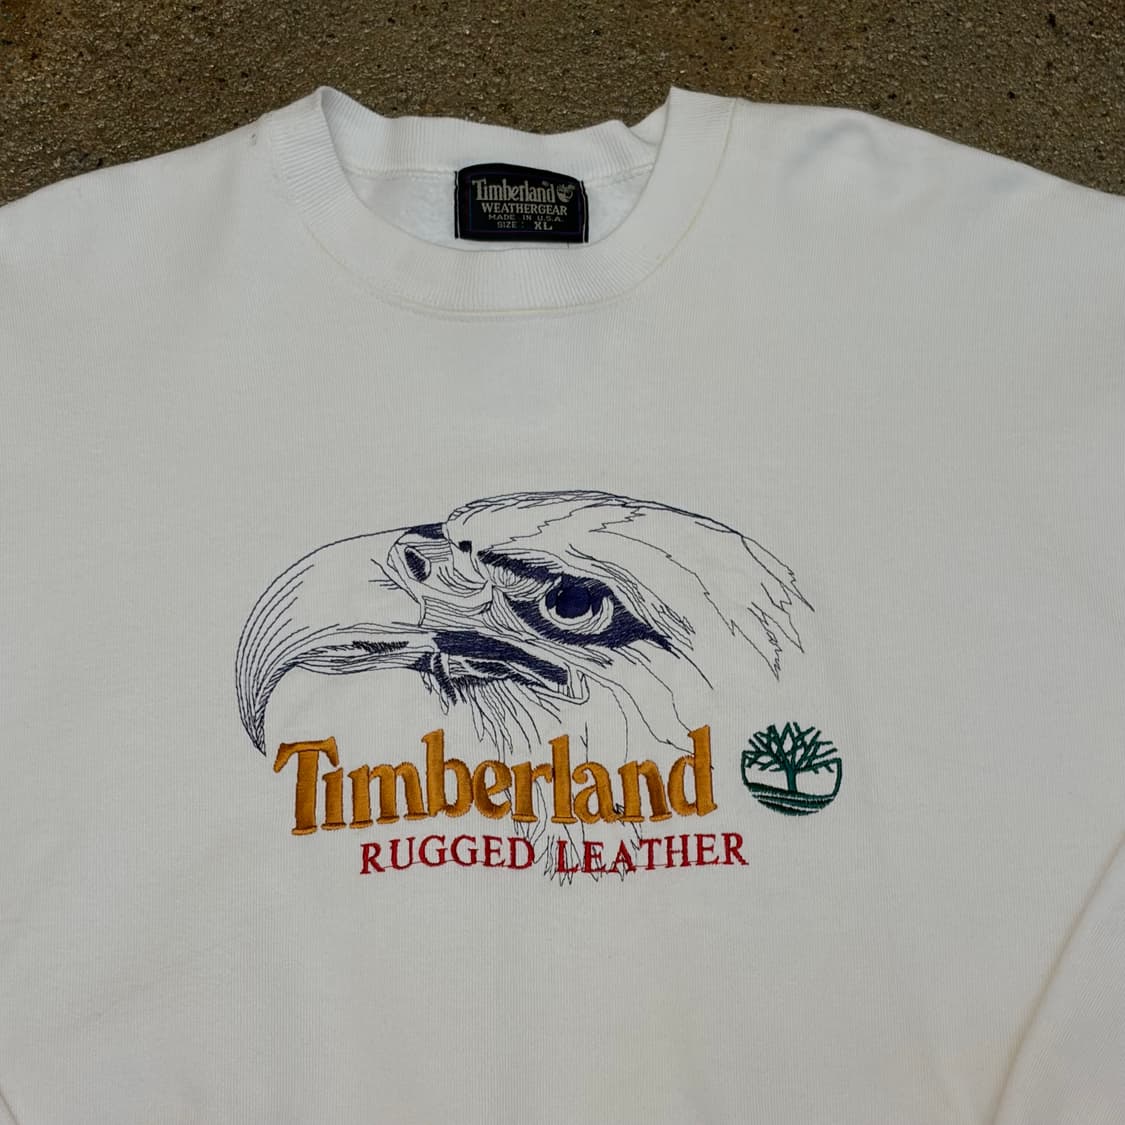 Timberland
WEATHERGEAR
MADE IN U.S.A.
SIZE: XL
Timberland
RUGGED LEATHER